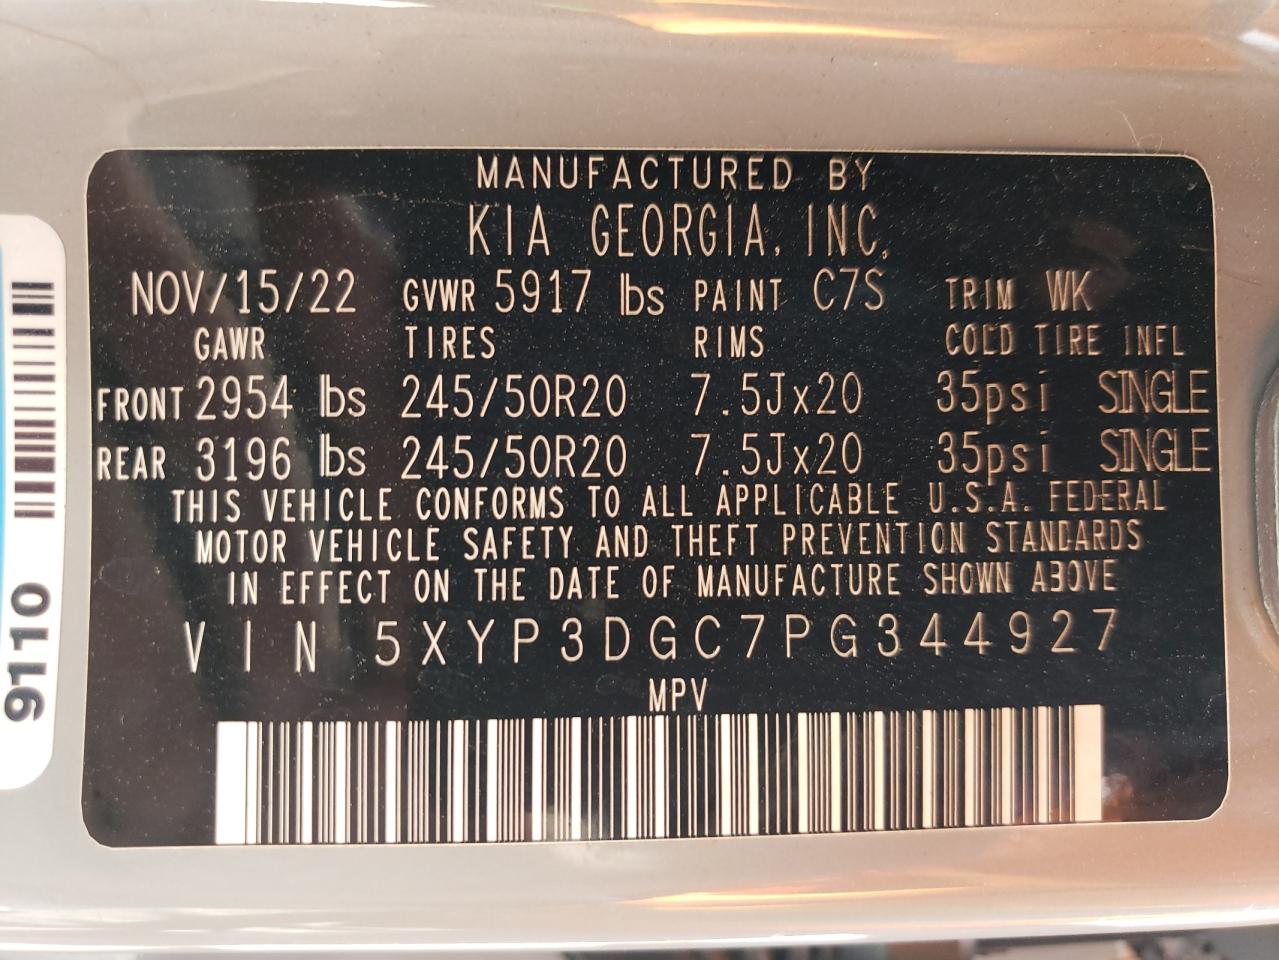 MANUFACTURED BY
KIA GEORGIA, INC.
NOV/15/22 GVWR 5917 lbs PAINT C7S TRIM WK
GAWR TIRES RIMS COLD TIRE INFL
FRONT 2954 lbs 245/50R20 7.5Jx20 35psi SINGLE
REAR 3196 lbs 245/50R20 7.5Jx20 35psi SINGLE
THIS VEHICLE CONFORMS TO ALL APPLICABLE U.S.A. FEDERAL
MOTOR VEHICLE SAFETY AND THEFT PREVENTION STANDARDS
IN EFFECT ON THE DATE OF MANUFACTURE SHOWN ABOVE
VIN 5XYP3DGC7PG344927
MPV
9110